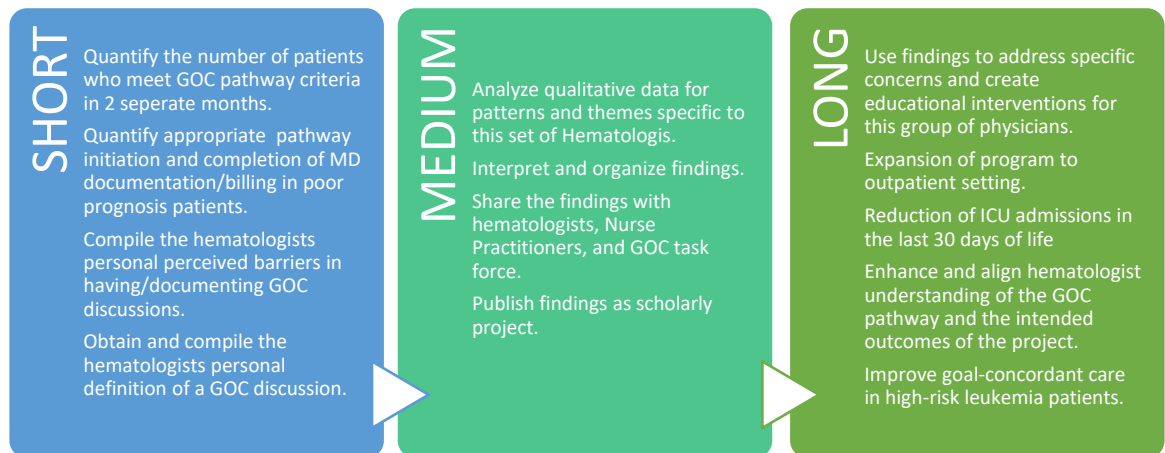 SHORT
Quantify the number of patients
who meet GOC pathway criteria
in 2 seperate months.
Quantify appropriate pathway
initiation and completion of MD
documentation/billing in poor
prognosis patients.
Compile the hematologists
personal perceived barriers in
having/documenting GOC
discussions.
Obtain and compile the
hematologists personal
definition of a GOC discussion.
MEDIUM
Analyze qualitative data for
patterns and themes specific to
this set of Hematologis.
Interpret and organize findings.
Share the findings with
hematologists, Nurse
Practitioners, and GOC task
force.
Publish findings as scholarly
project.
LONG
Use findings to address specific
concerns and create
educational interventions for
this group of physicians.
Expansion of program to
outpatient setting.
Reduction of ICU admissions in
the last 30 days of life
Enhance and align hematologist
understanding of the GOC
pathway and the intended
outcomes of the project.
Improve goal-concordant care
in high-risk leukemia patients.